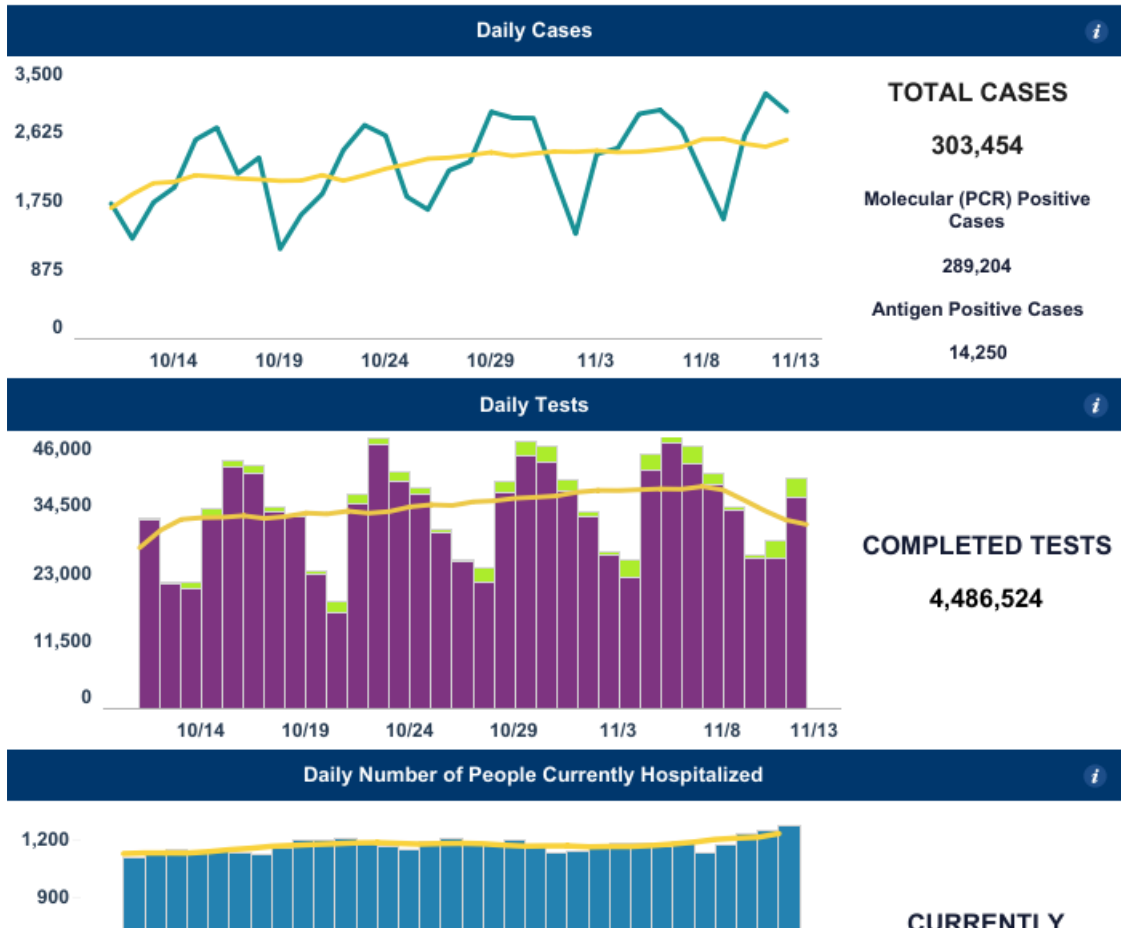 Daily Cases
i
3,500
2,625
1,750
875
0
10/14 10/19 10/24 10/29 11/3 11/8 11/13
TOTAL CASES
303,454
Molecular (PCR) Positive
Cases
289,204
Antigen Positive Cases
14,250
Daily Tests
i
46,000
34,500
23,000
11,500
0
10/14 10/19 10/24 10/29 11/3 11/8 11/13
COMPLETED TESTS
4,486,524
Daily Number of People Currently Hospitalized
i
1,200
900
CURRENTLY